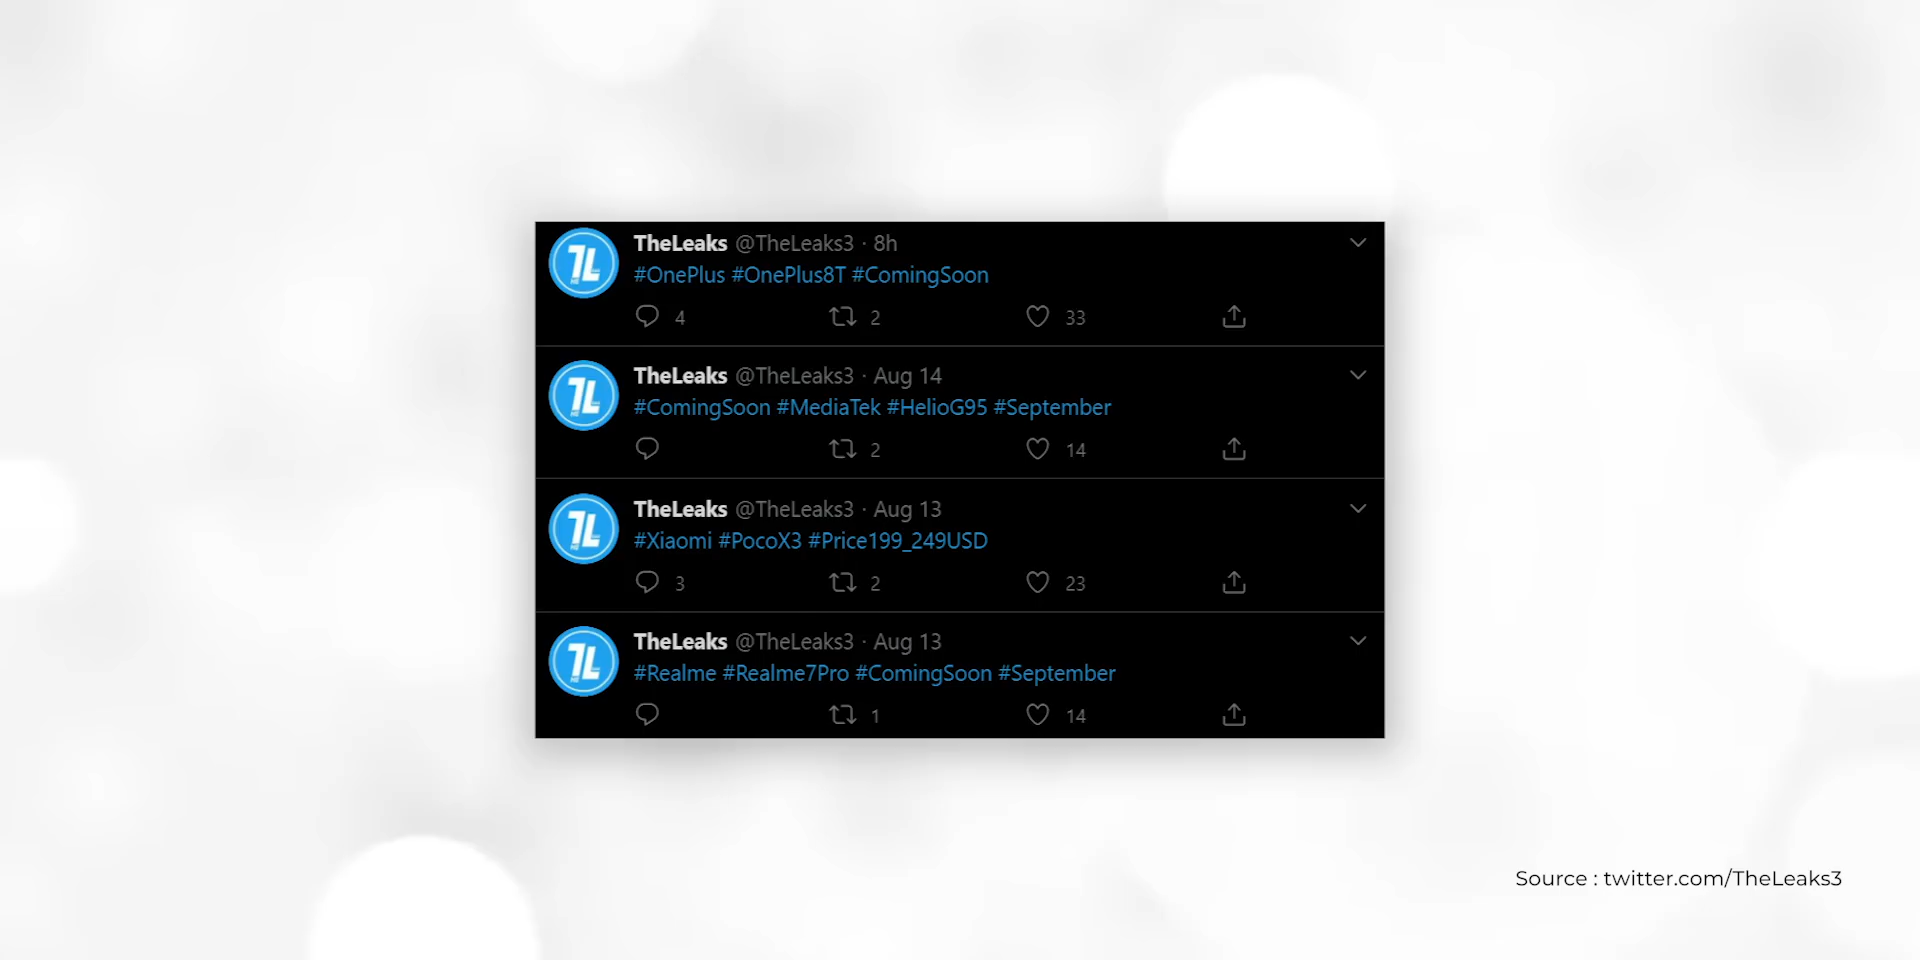 TheLeaks @TheLeaks3 · 8h
#OnePlus #OnePlus8T #ComingSoon
4 2 33
TheLeaks @TheLeaks3 · Aug 14
#ComingSoon #MediaTek #HelioG95 #September
2 14
TheLeaks @TheLeaks3 · Aug 13
#Xiaomi #PocoX3 #Price199_249USD
3 2 23
TheLeaks @TheLeaks3 · Aug 13
#Realme #Realme7Pro #ComingSoon #September
1 14
Source : twitter.com/TheLeaks3